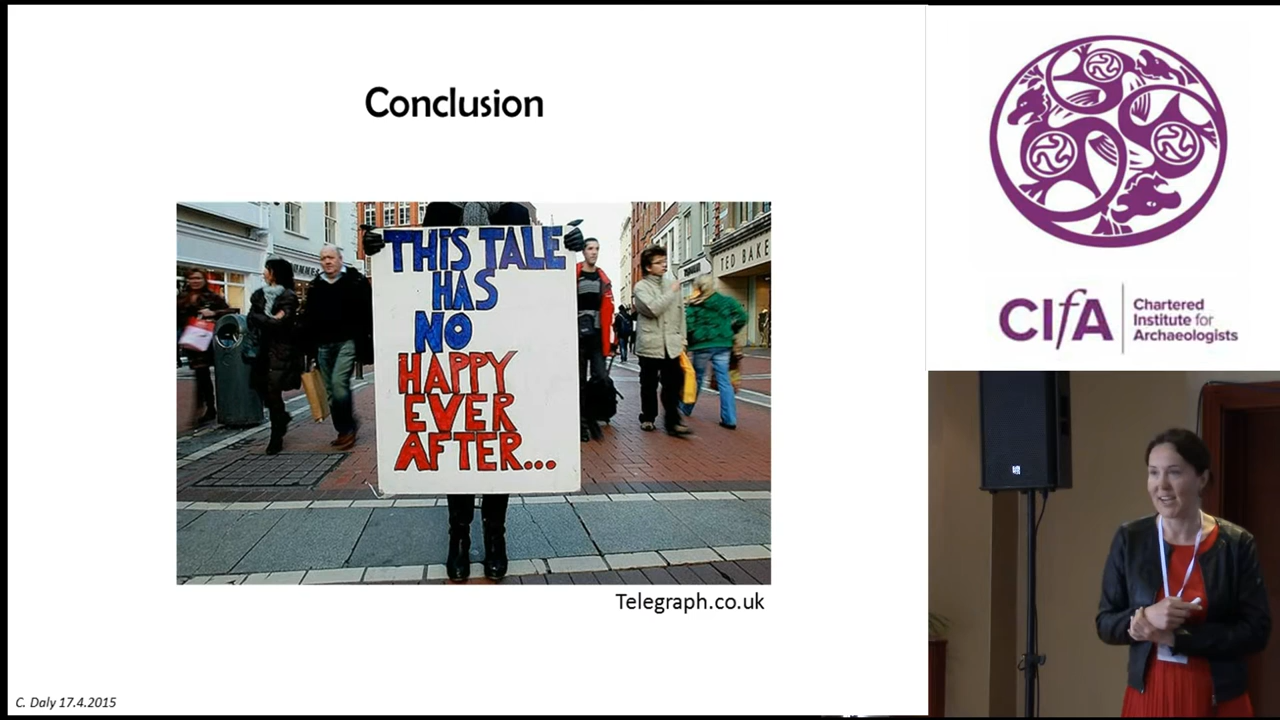 Conclusion
THIS TALE
HAS
NO
HAPPY
EVER
AFTER...
TED BAKE
Telegraph.co.uk
C. Daly 17.4.2015
CIfA
Chartered
Institute for
Archaeologists